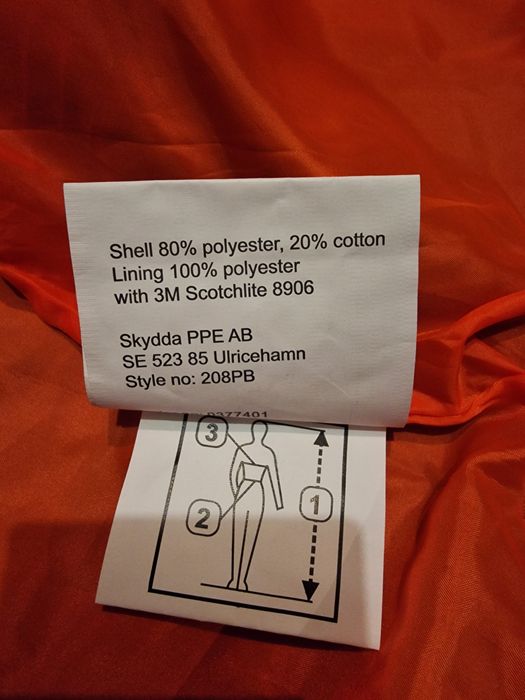 Shell 80% polyester, 20% cotton
Lining 100% polyester
with 3M Scotchlite 8906
Skydda PPE AB
SE 523 85 Ulricehamn
Style no: 208PB
3
2
1